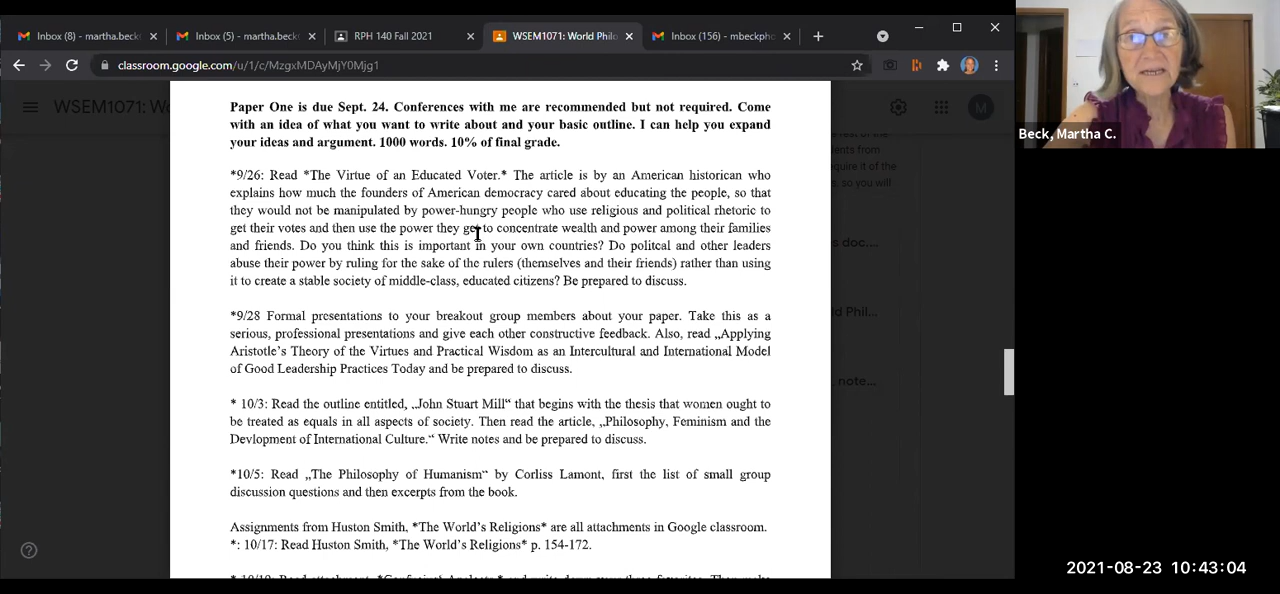 Inbox (8) - martha.beck
Inbox (5) - martha.beck
RPH 140 Fall 2021
WSEM1071: World Philo
Inbox (156) - mbeckph
classroom.google.com/u/1/c/MzgxMDAyMjY0Mjg1
WSEM1071: Wo
M
Beck, Martha C.
Paper One is due Sept. 24. Conferences with me are recommended but not required. Come
with an idea of what you want to write about and your basic outline. I can help you expand
your ideas and argument. 1000 words. 10% of final grade.
*9/26: Read *The Virtue of an Educated Voter.* The article is by an American historican who
explains how much the founders of American democracy cared about educating the people, so that
they would not be manipulated by power-hungry people who use religious and political rhetoric to
get their votes and then use the power they get to concentrate wealth and power among their families
and friends. Do you think this is important in your own countries? Do politcal and other leaders
abuse their power by ruling for the sake of the rulers (themselves and their friends) rather than using
it to create a stable society of middle-class, educated citizens? Be prepared to discuss.
*9/28 Formal presentations to your breakout group members about your paper. Take this as a
serious, professional presentations and give each other constructive feedback. Also, read „Applying
Aristotle’s Theory of the Virtues and Practical Wisdom as an Intercultural and International Model
of Good Leadership Practices Today and be prepared to discuss.
* 10/3: Read the outline entitled, „John Stuart Mill“ that begins with the thesis that women ought to
be treated as equals in all aspects of society. Then read the article, „Philosophy, Feminism and the
Devlopment of International Culture.“ Write notes and be prepared to discuss.
*10/5: Read „The Philosophy of Humanism“ by Corliss Lamont, first the list of small group
discussion questions and then excerpts from the book.
Assignments from Huston Smith, *The World’s Religions* are all attachments in Google classroom.
*: 10/17: Read Huston Smith, *The World’s Religions* p. 154-172.
ents from
quire it of the
s, so you will
s doc...
ld Phil...
, note...
2021-08-23 10:43:04